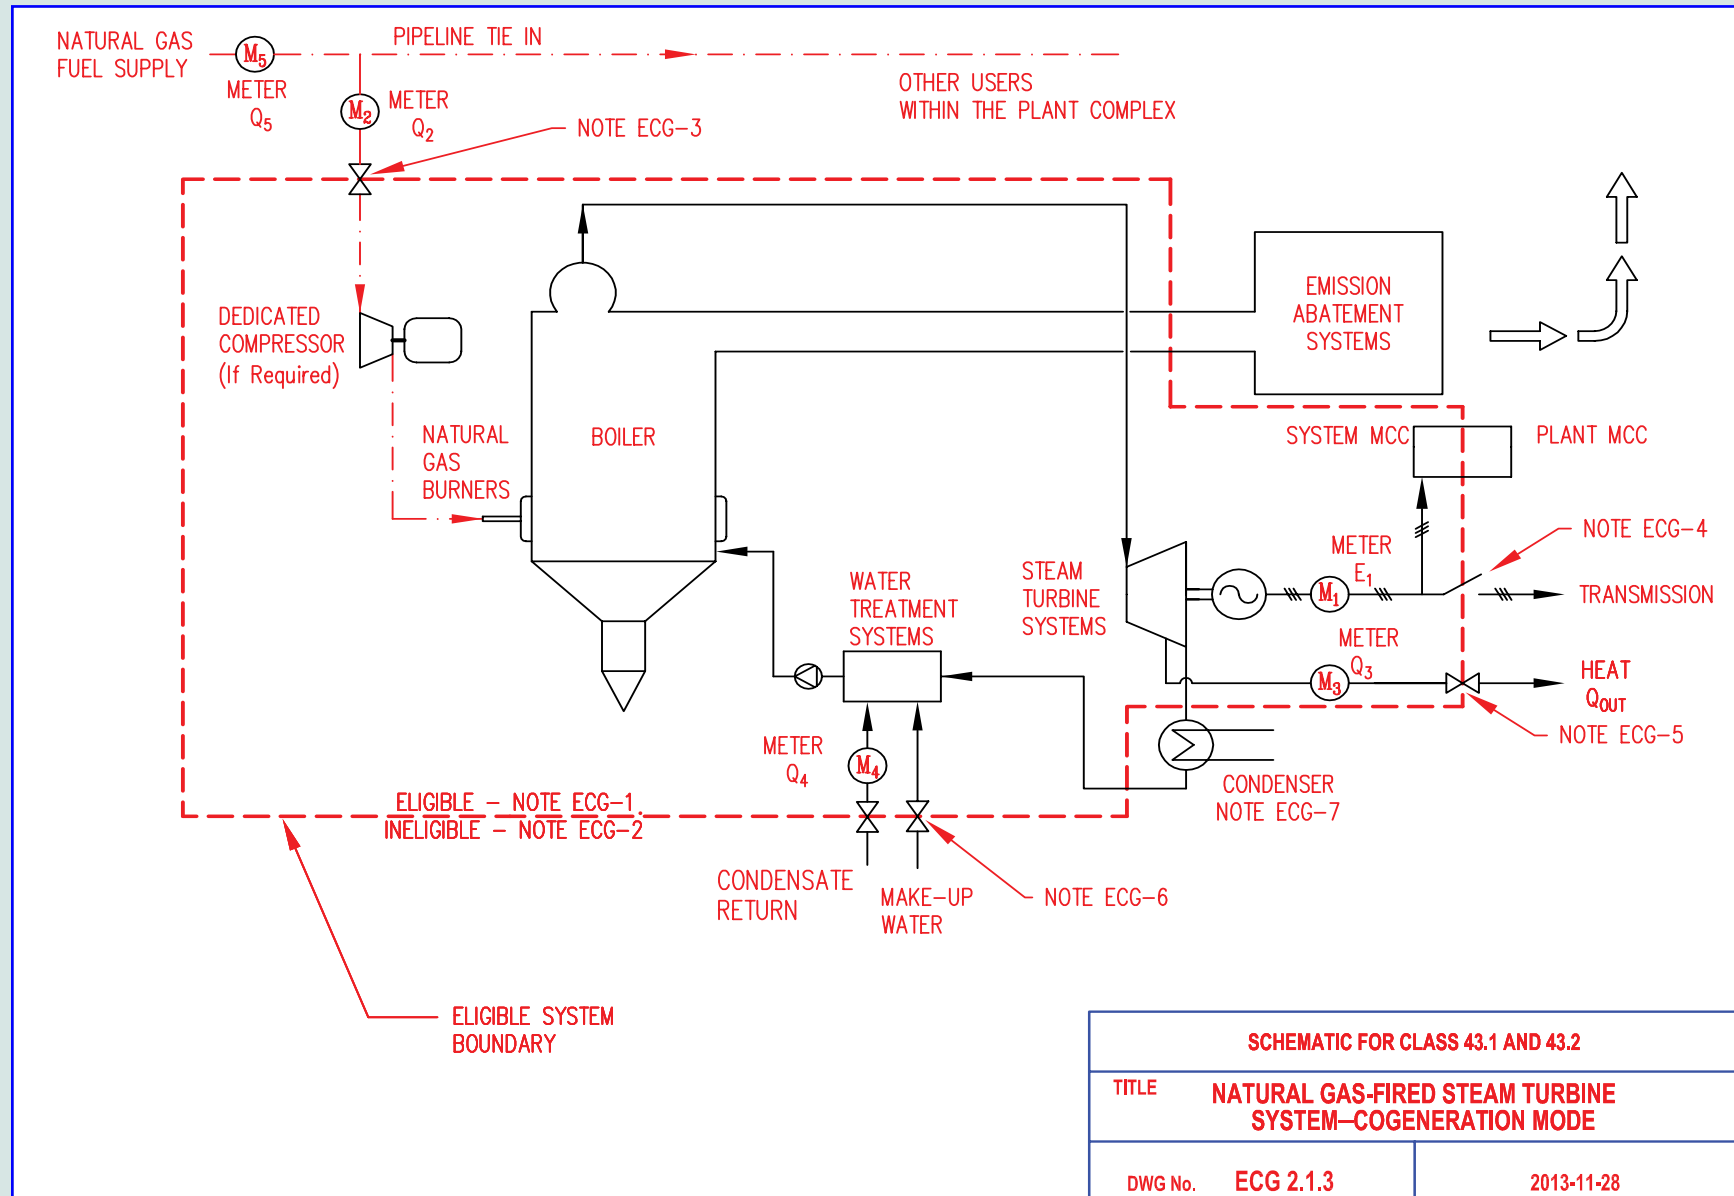 NATURAL GAS
FUEL SUPPLY
M5
METER
Q5
PIPELINE TIE IN
M2
METER
Q2
NOTE ECG-3
OTHER USERS
WITHIN THE PLANT COMPLEX
DEDICATED
COMPRESSOR
(If Required)
NATURAL
GAS
BURNERS
BOILER
EMISSION
ABATEMENT
SYSTEMS
SYSTEM MCC
PLANT MCC
NOTE ECG-4
METER
E1
M1
TRANSMISSION
STEAM
TURBINE
SYSTEMS
WATER
TREATMENT
SYSTEMS
METER
Q3
M3
HEAT
QOUT
NOTE ECG-5
METER
Q4
M4
CONDENSER
NOTE ECG-7
ELIGIBLE - NOTE ECG-1.
INELIGIBLE - NOTE ECG-2
CONDENSATE
RETURN
MAKE-UP
WATER
NOTE ECG-6
ELIGIBLE SYSTEM
BOUNDARY
SCHEMATIC FOR CLASS 43.1 AND 43.2
TITLE
NATURAL GAS-FIRED STEAM TURBINE
SYSTEM—COGENERATION MODE
DWG No. ECG 2.1.3
2013-11-28